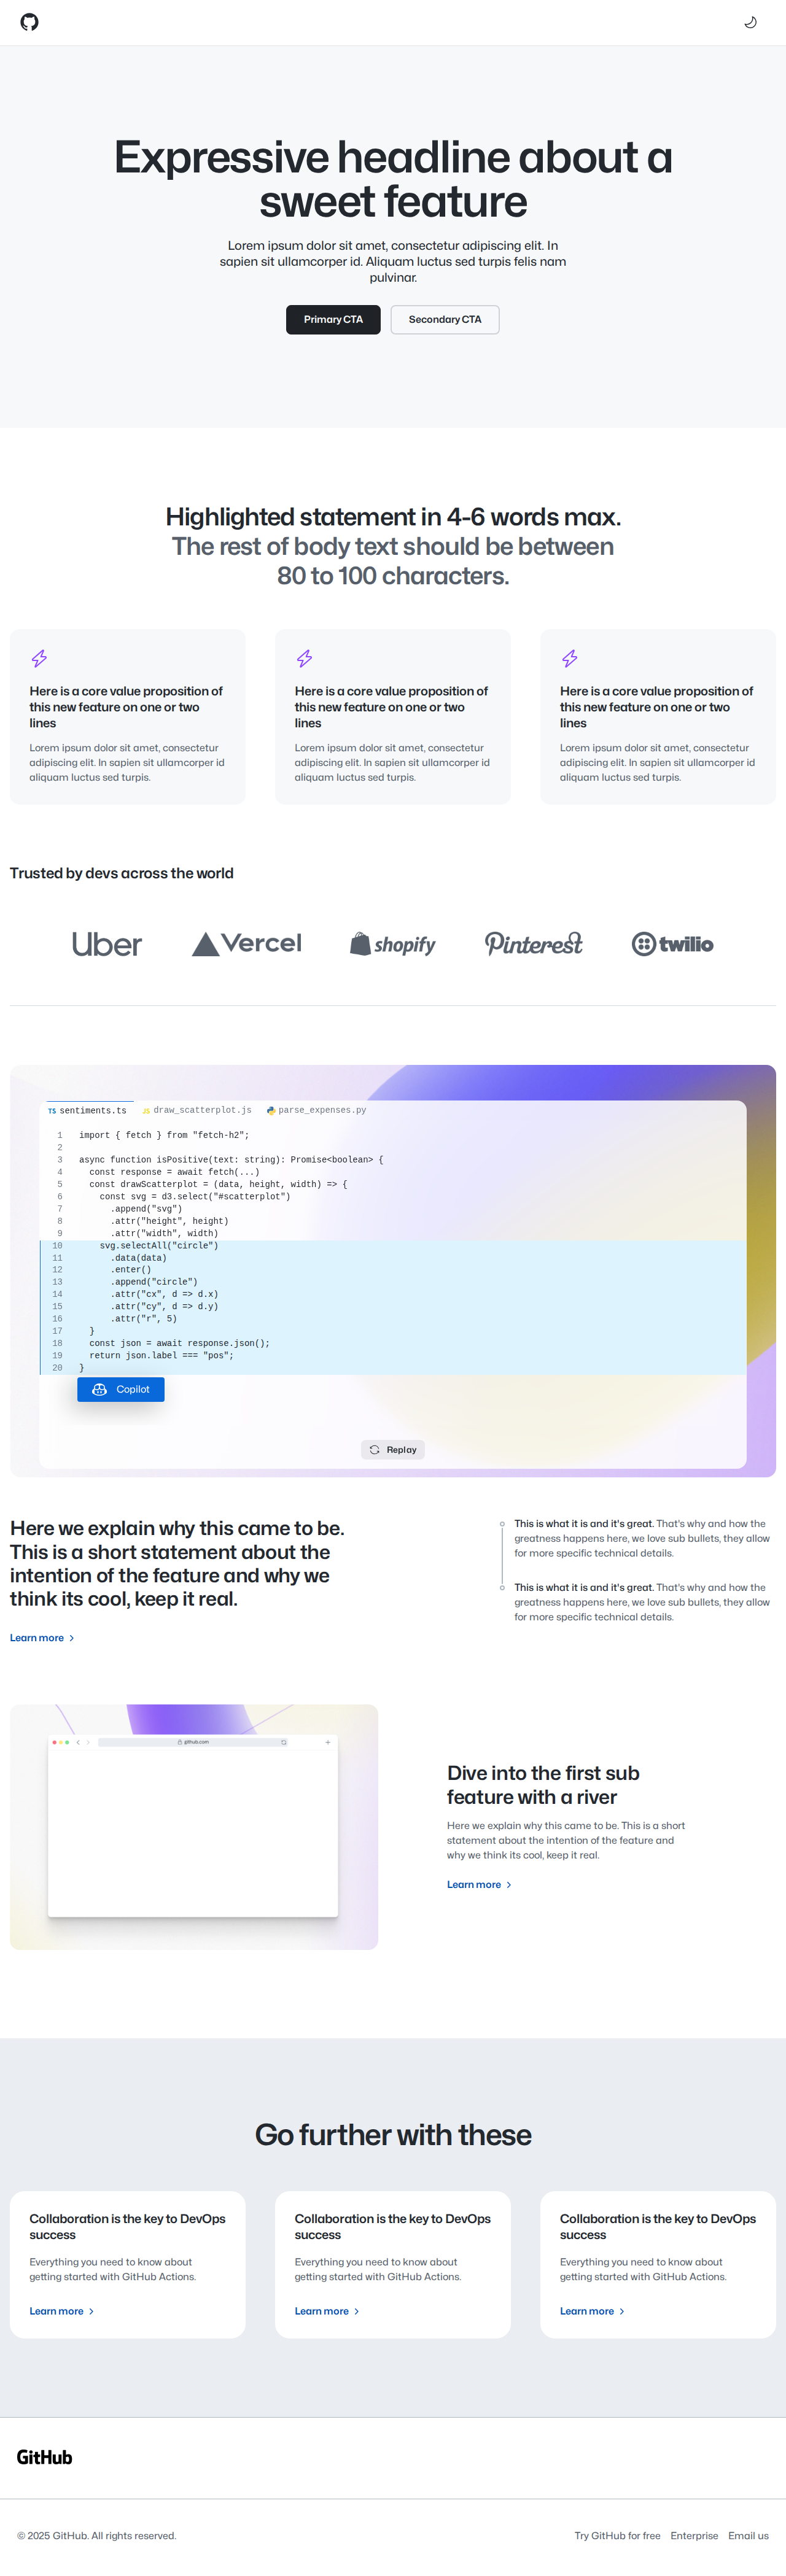 Expressive headline about a
sweet feature
Lorem ipsum dolor sit amet, consectetur adipiscing elit. In
sapien sit ullamcorper id. Aliquam luctus sed turpis felis nam
pulvinar.
Primary CTA
Secondary CTA
Highlighted statement in 4-6 words max.
The rest of body text should be between
80 to 100 characters.
Here is a core value proposition of
this new feature on one or two
lines
Lorem ipsum dolor sit amet, consectetur
adipiscing elit. In sapien sit ullamcorper id
aliquam luctus sed turpis.
Here is a core value proposition of
this new feature on one or two
lines
Lorem ipsum dolor sit amet, consectetur
adipiscing elit. In sapien sit ullamcorper id
aliquam luctus sed turpis.
Here is a core value proposition of
this new feature on one or two
lines
Lorem ipsum dolor sit amet, consectetur
adipiscing elit. In sapien sit ullamcorper id
aliquam luctus sed turpis.
Trusted by devs across the world
Uber
Vercel
shopify
Pinterest
twilio
TS sentiments.ts
JS draw_scatterplot.js
parse_expenses.py
1 import { fetch } from "fetch-h2";
2
3 async function isPositive(text: string): Promise<boolean> {
4 const response = await fetch(...)
5 const drawScatterplot = (data, height, width) => {
6 const svg = d3.select("#scatterplot")
7 .append("svg")
8 .attr("height", height)
9 .attr("width", width)
10 svg.selectAll("circle")
11 .data(data)
12 .enter()
13 .append("circle")
14 .attr("cx", d => d.x)
15 .attr("cy", d => d.y)
16 .attr("r", 5)
17 }
18 const json = await response.json();
19 return json.label === "pos";
20 }
Copilot
Replay
Here we explain why this came to be.
This is a short statement about the
intention of the feature and why we
think its cool, keep it real.
Learn more
This is what it is and it's great. That's why and how the
greatness happens here, we love sub bullets, they allow
for more specific technical details.
This is what it is and it's great. That's why and how the
greatness happens here, we love sub bullets, they allow
for more specific technical details.
github.com
Dive into the first sub
feature with a river
Here we explain why this came to be. This is a short
statement about the intention of the feature and
why we think its cool, keep it real.
Learn more
Go further with these
Collaboration is the key to DevOps
success
Everything you need to know about
getting started with GitHub Actions.
Learn more
Collaboration is the key to DevOps
success
Everything you need to know about
getting started with GitHub Actions.
Learn more
Collaboration is the key to DevOps
success
Everything you need to know about
getting started with GitHub Actions.
Learn more
GitHub
© 2025 GitHub. All rights reserved.
Try GitHub for free
Enterprise
Email us